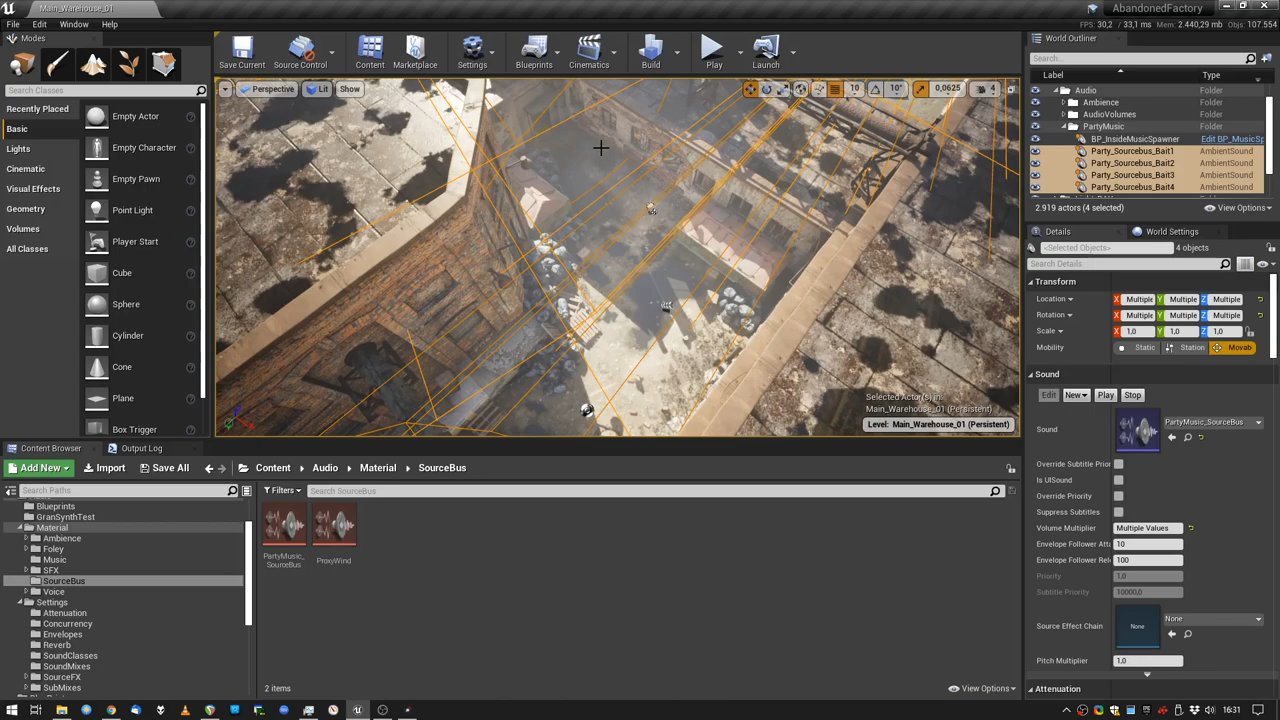 Main_Warehouse_01
AbandonedFactory
File Edit Window Help
FPS: 30,2 / 33,1 ms Mem: 2.440,29 mb Objs: 107.554
Modes
Search Classes
Recently Placed
Basic
Lights
Cinematic
Visual Effects
Geometry
Volumes
All Classes
Empty Actor
Empty Character
Empty Pawn
Point Light
Player Start
Cube
Sphere
Cylinder
Cone
Plane
Box Trigger
Save Current
Source Control
Content
Marketplace
Settings
Blueprints
Cinematics
Build
Play
Launch
Perspective Lit Show
10 10° 0,0625 4
Selected Actor(s) in:
Main_Warehouse_01 (Persistent)
Level: Main_Warehouse_01 (Persistent)
World Outliner
Search...
Label Type
Audio Folder
Ambience Folder
AudioVolumes Folder
PartyMusic Folder
BP_InsideMusicSpawner Edit BP_MusicSp
Party_Sourcebus_Bait1 AmbientSound
Party_Sourcebus_Bait2 AmbientSound
Party_Sourcebus_Bait3 AmbientSound
Party_Sourcebus_Bait4 AmbientSound
2.919 actors (4 selected) View Options
Details World Settings
<Selected Objects> 4 objects
Search Details
Transform
Location X Multiple Y Multiple Z Multiple
Rotation X Multiple Y Multiple Z Multiple
Scale X 1,0 Y 1,0 Z 1,0
Mobility Static Station Movab
Sound
Edit New Play Stop
Sound PartyMusic_SourceBus
Override Subtitle Prior
Is UISound
Override Priority
Suppress Subtitles
Volume Multiplier Multiple Values
Envelope Follower Atta 10
Envelope Follower Rele 100
Priority 1,0
Subtitle Priority 10000,0
Source Effect Chain None None
Pitch Multiplier 1,0
Attenuation
Content Browser Output Log
Add New Import Save All Content Audio Material SourceBus
Search Paths
Filters Search SourceBus
Blueprints
GranSynthTest
Material
Ambience
Foley
Music
SFX
SourceBus
Voice
Settings
Attenuation
Concurrency
Envelopes
Reverb
SoundClasses
SoundMixes
SourceFX
SubMixes
PartyMusic_
SourceBus
ProxyWind
2 items View Options
16:31